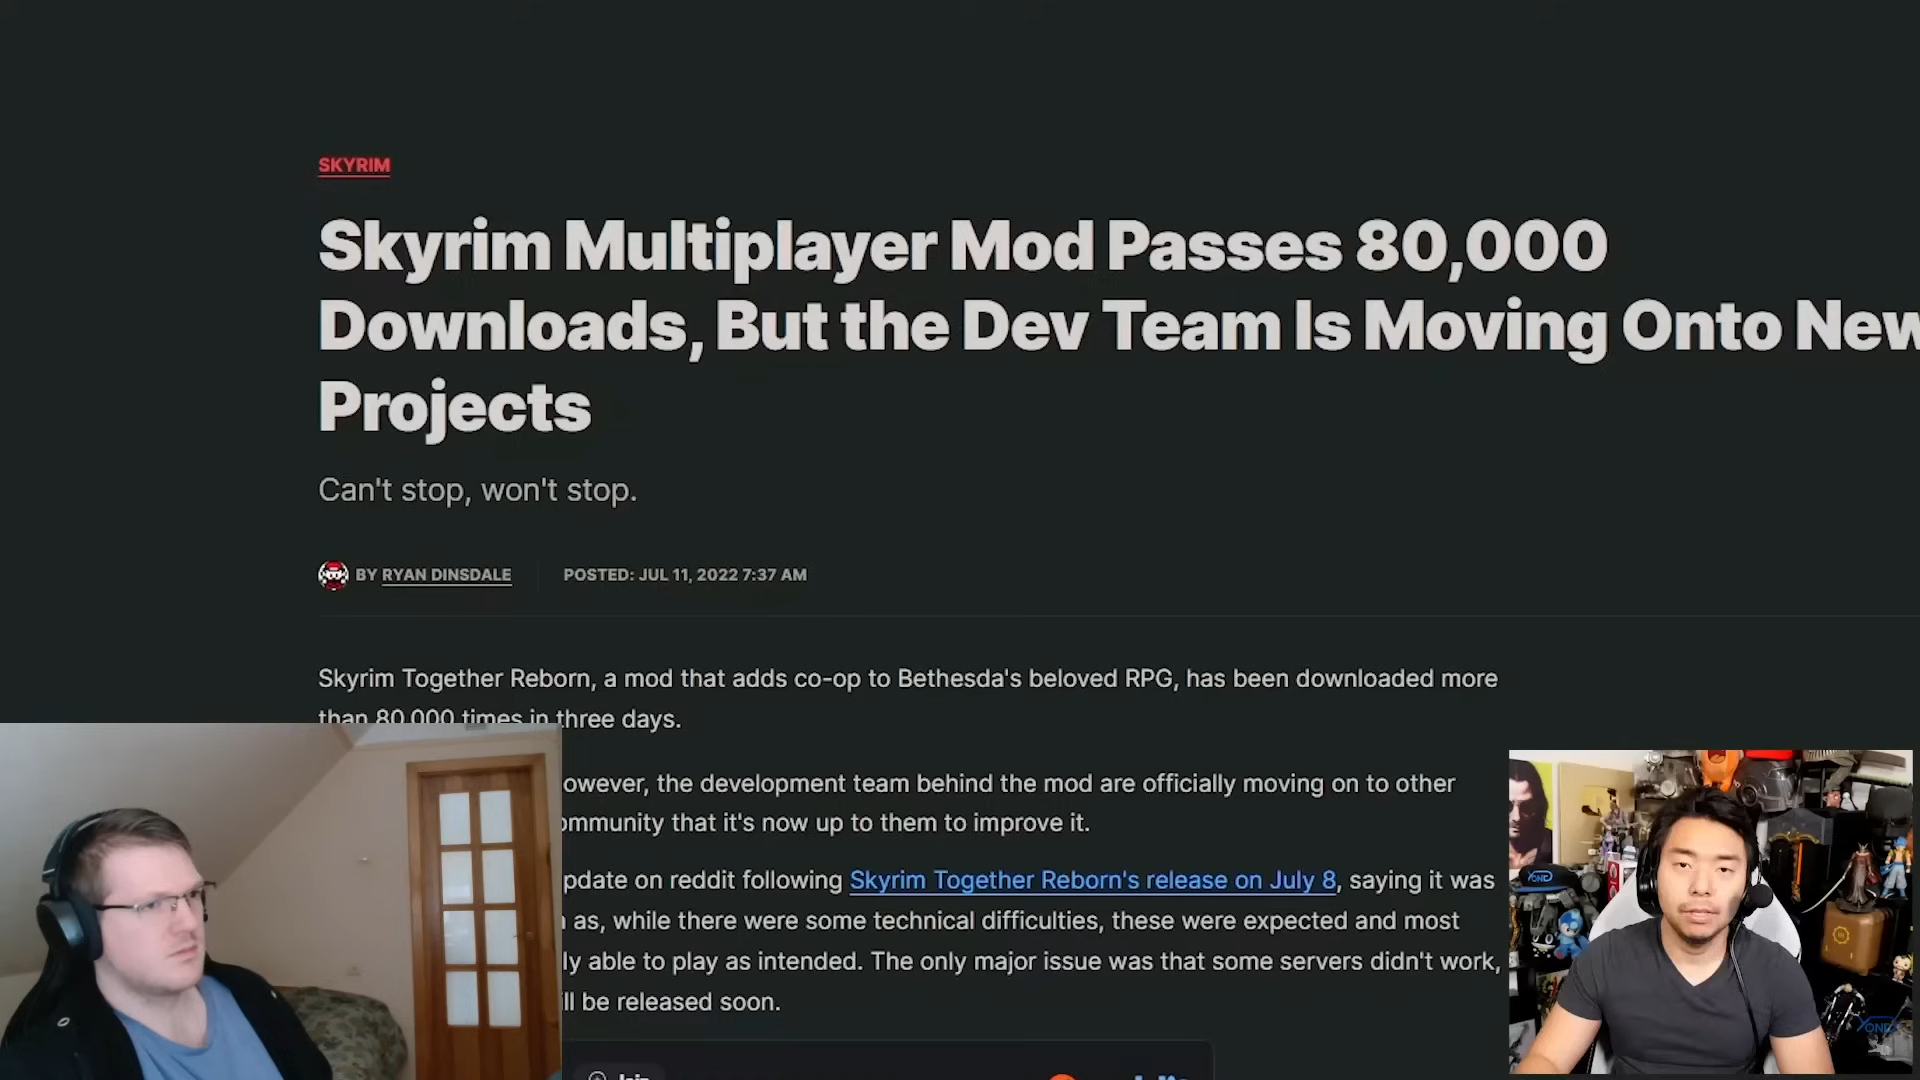 SKYRIM
Skyrim Multiplayer Mod Passes 80,000
Downloads, But the Dev Team Is Moving Onto New
Projects
Can't stop, won't stop.
BY RYAN DINSDALE POSTED: JUL 11, 2022 7:37 AM
Skyrim Together Reborn, a mod that adds co-op to Bethesda's beloved RPG, has been downloaded more
than 80,000 times in three days.
owever, the development team behind the mod are officially moving on to other
ommunity that it's now up to them to improve it.
pdate on reddit following Skyrim Together Reborn's release on July 8, saying it was
as, while there were some technical difficulties, these were expected and most
ly able to play as intended. The only major issue was that some servers didn't work,
ll be released soon.
YONG